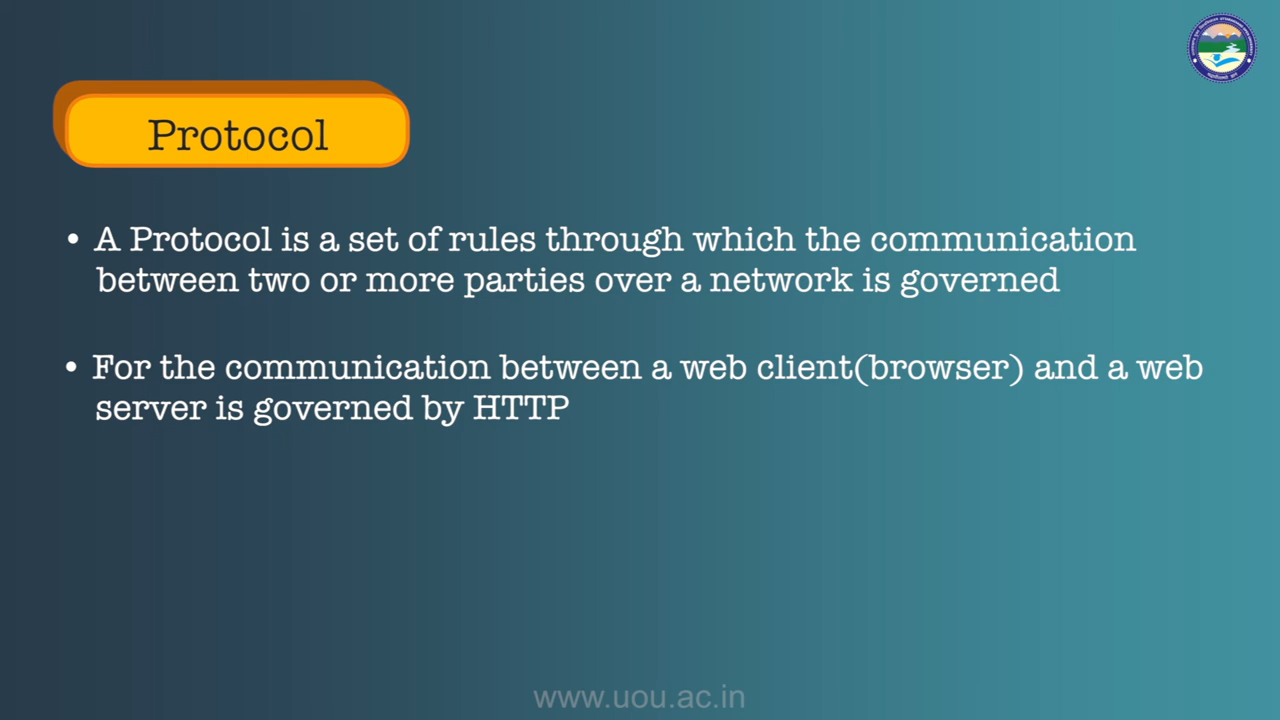 Protocol
• A Protocol is a set of rules through which the communication
between two or more parties over a network is governed
• For the communication between a web client(browser) and a web
server is governed by HTTP
www.uou.ac.in